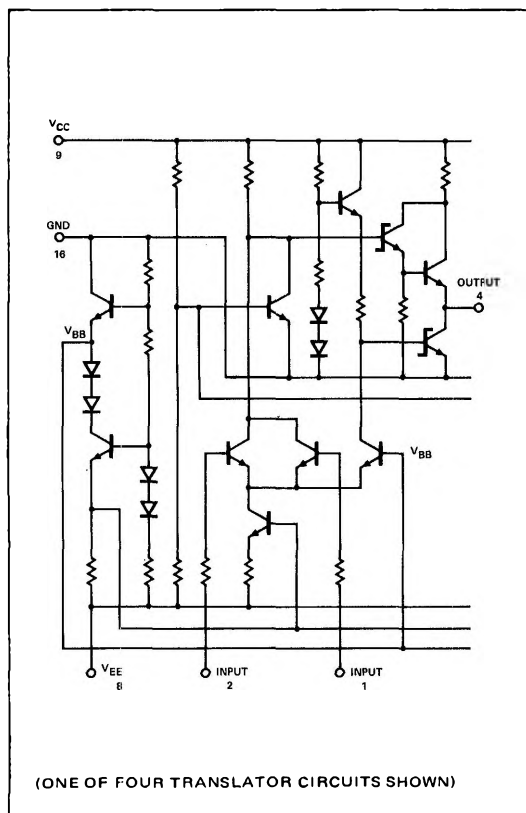 VCC
9
GND
16
OUTPUT
4
VBB
VBB
VEE
8
INPUT
2
INPUT
1
(ONE OF FOUR TRANSLATOR CIRCUITS SHOWN)